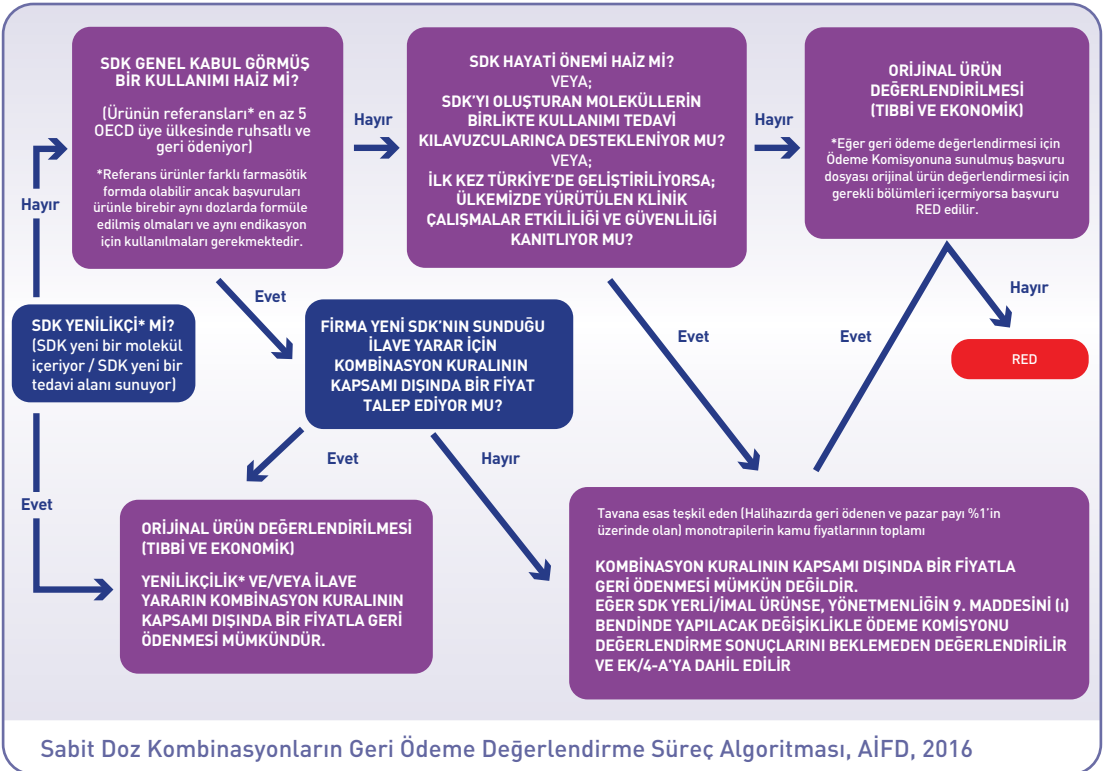 SDK GENEL KABUL GÖRMÜŞ
BİR KULLANIMI HAİZ Mİ?
(Ürünün referansları* en az 5
OECD üye ülkesinde ruhsatlı ve
geri ödeniyor)
*Referans ürünler farklı farmasötik
formda olabilir ancak başvuruları
ürünle birebir aynı dozlarda formüle
edilmiş olmaları ve aynı endikasyon
için kullanılmaları gerekmektedir.
Hayır
SDK HAYATİ ÖNEMİ HAİZ Mİ?
VEYA;
SDK'YI OLUŞTURAN MOLEKÜLLERİN
BİRLİKTE KULLANIMI TEDAVİ
KILAVUZCULARINCA DESTEKLENİYOR MU?
VEYA;
İLK KEZ TÜRKİYE'DE GELİŞTİRİLİYORSA;
ÜLKEMİZDE YÜRÜTÜLEN KLİNİK
ÇALIŞMALAR ETKİLİLİĞİ VE GÜVENLİLİĞİ
KANITLIYOR MU?
Hayır
ORİJİNAL ÜRÜN
DEĞERLENDİRİLMESİ
(TIBBİ VE EKONOMİK)
*Eğer geri ödeme değerlendirmesi için
Ödeme Komisyonuna sunulmuş başvuru
dosyası orijinal ürün değerlendirmesi için
gerekli bölümleri içermiyorsa başvuru
RED edilir.
Hayır
Evet
Hayır
SDK YENİLİKÇİ* Mİ?
(SDK yeni bir molekül
içeriyor / SDK yeni bir
tedavi alanı sunuyor)
FİRMA YENİ SDK'NIN SUNDUĞU
İLAVE YARAR İÇİN
KOMBİNASYON KURALININ
KAPSAMI DIŞINDA BİR FİYAT
TALEP EDİYOR MU?
Evet
Evet
RED
Evet
Hayır
Evet
ORİJİNAL ÜRÜN DEĞERLENDİRİLMESİ
(TIBBİ VE EKONOMİK)
YENİLİKÇİLİK* VE/VEYA İLAVE
YARARIN KOMBİNASYON KURALININ
KAPSAMI DIŞINDA BİR FİYATLA GERİ
ÖDENMESİ MÜMKÜNDÜR.
Tavana esas teşkil eden (Halihazırda geri ödenen ve pazar payı %1'in
üzerinde olan) monotrapilerin kamu fiyatlarının toplamı
KOMBİNASYON KURALININ KAPSAMI DIŞINDA BİR FİYATLA
GERİ ÖDENMESİ MÜMKÜN DEĞİLDİR.
EĞER SDK YERLİ/İMAL ÜRÜNSE, YÖNETMENLİĞİN 9. MADDESİNİ (ı)
BENDİNDE YAPILACAK DEĞİŞİKLİKLE ÖDEME KOMİSYONU
DEĞERLENDİRME SONUÇLARINI BEKLEMEDEN DEĞERLENDİRİLİR
VE EK/4-A'YA DAHİL EDİLİR
Sabit Doz Kombinasyonların Geri Ödeme Değerlendirme Süreç Algoritması, AİFD, 2016